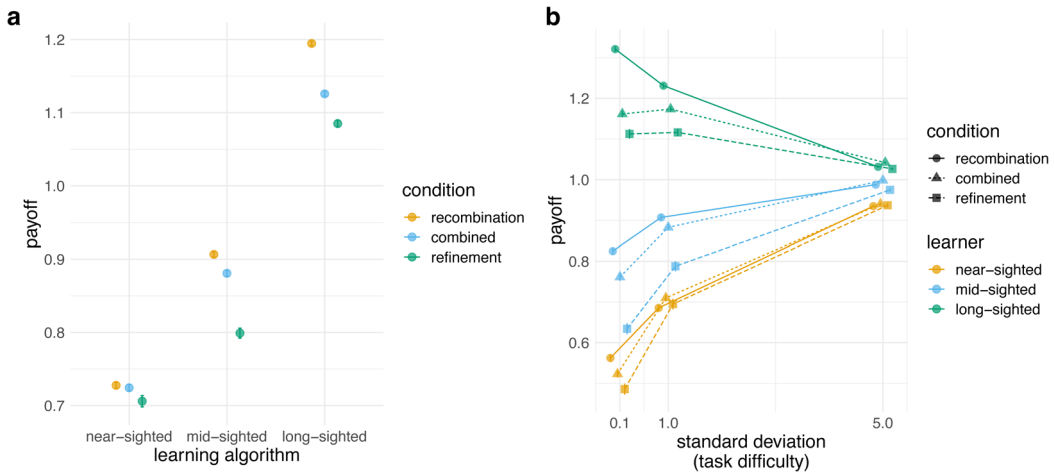 a
1.2
1.1
1.0
0.9
0.8
0.7
payoff
near−sighted mid−sighted long−sighted
learning algorithm
condition
recombination
combined
refinement
b
1.2
1.0
0.8
0.6
payoff
0.1 1.0 5.0
standard deviation
(task difficulty)
condition
recombination
combined
refinement
learner
near−sighted
mid−sighted
long−sighted